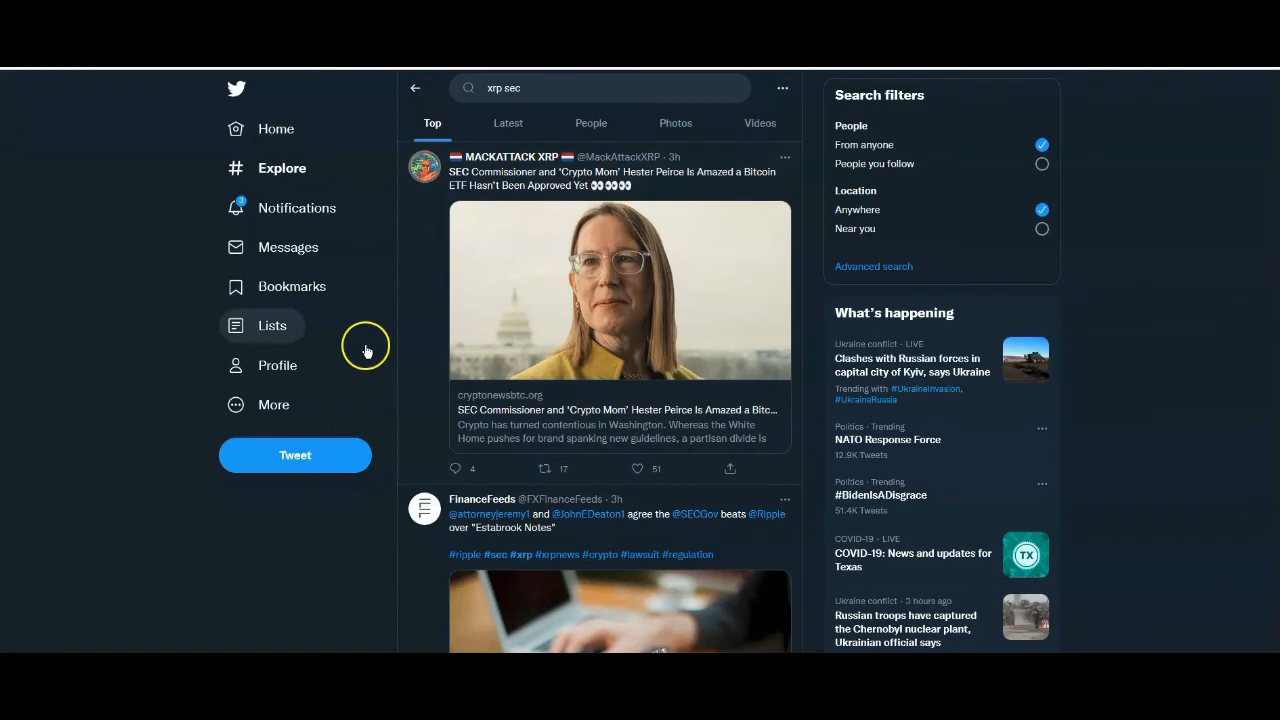 Home
Explore
3
Notifications
Messages
Bookmarks
Lists
Profile
More
Tweet
xrp sec
Top
Latest
People
Photos
Videos
MACKATTACK XRP @MackAttackXRP · 3h
SEC Commissioner and ‘Crypto Mom’ Hester Peirce Is Amazed a Bitcoin
ETF Hasn't Been Approved Yet 👀👀👀👀
cryptonewsbtc.org
SEC Commissioner and ‘Crypto Mom’ Hester Peirce Is Amazed a Bitc...
Crypto has turned contentious in Washington. Whereas the White
Home pushes for brand spanking new guidelines, a partisan divide is
4
17
51
FinanceFeeds @FXFinanceFeeds · 3h
@attorneyjeremy1 and @JohnEDeaton1 agree the @SECGov beats @Ripple
over "Estabrook Notes"
#ripple #sec #xrp #xrpnews #crypto #lawsuit #regulation
Search filters
People
From anyone
People you follow
Location
Anywhere
Near you
Advanced search
What's happening
Ukraine conflict · LIVE
Clashes with Russian forces in
capital city of Kyiv, says Ukraine
Trending with #UkraineInvasion,
#UkraineRussia
Politics · Trending
NATO Response Force
12.9K Tweets
Politics · Trending
#BidenIsADisgrace
51.4K Tweets
COVID-19 · LIVE
COVID-19: News and updates for
Texas
TX
Ukraine conflict · 3 hours ago
Russian troops have captured
the Chernobyl nuclear plant,
Ukrainian official says